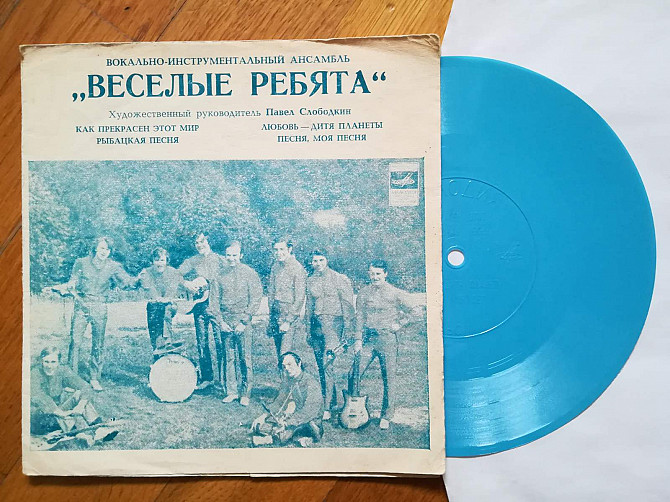 ВОКАЛЬНО-ИНСТРУМЕНТАЛЬНЫЙ АНСАМБЛЬ
„ВЕСЕЛЫЕ РЕБЯТА“
Художественный руководитель Павел Слободкин
КАК ПРЕКРАСЕН ЭТОТ МИР
РЫБАЦКАЯ ПЕСНЯ
ЛЮБОВЬ — ДИТЯ ПЛАНЕТЫ
ПЕСНЯ, МОЯ ПЕСНЯ